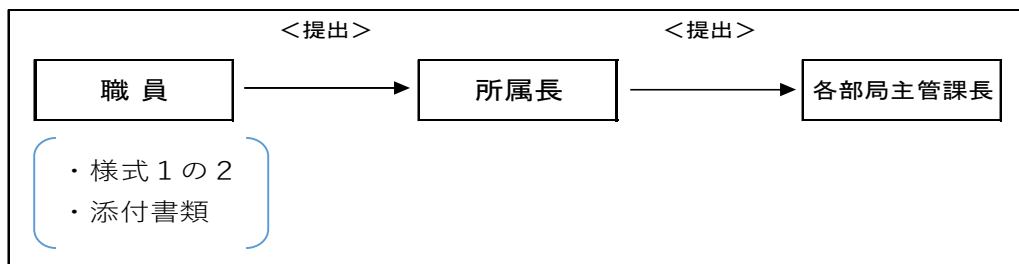 ＜提出＞ ＜提出＞
職 員 所属長 各部局主管課長
・様式１の２
・添付書類